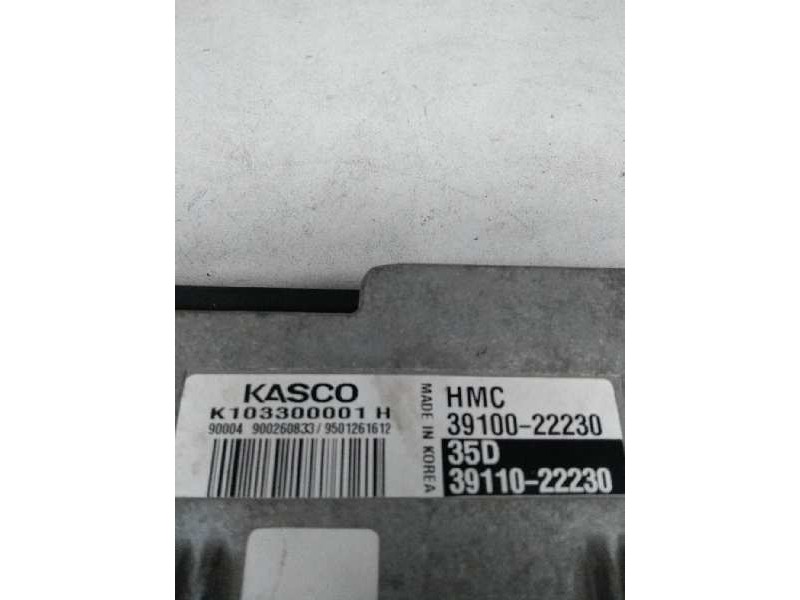 KASCO
K103300001 H
90004 900260833/9501261612
MADE IN KOREA
HMC
39100-22230
35D
39110-22230